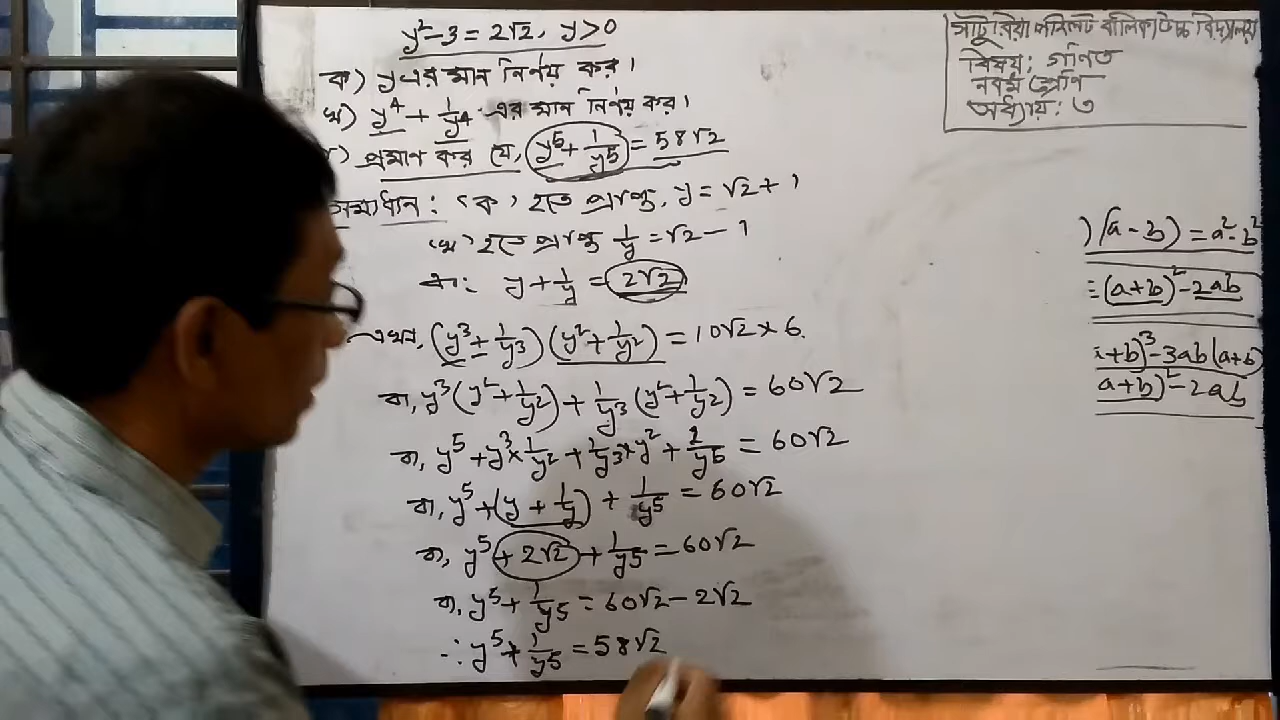 y²-3 = 2√2, y>0
ক) y এর মান নির্ণয় কর।
খ) y⁴ + 1/y⁴ এর মান নির্ণয় কর।
গ) প্রমাণ কর যে, y⁵ + 1/y⁵ = 58√2
সমাধান: 'ক' হতে প্রাপ্ত, y = √2 + 1
'খ' হতে প্রাপ্ত 1/y = √2 - 1
y + 1/y = 2√2
এখন, (y³ + 1/y³) (y² + 1/y²) = 10√2 × 6
বা, y³ (y² + 1/y²) + 1/y³ (y² + 1/y²) = 60√2
বা, y⁵ + y³ × 1/y² + 1/y³ × y² + 1/y⁵ = 60√2
বা, y⁵ + (y + 1/y) + 1/y⁵ = 60√2
বা, y⁵ + 2√2 + 1/y⁵ = 60√2
বা, y⁵ + 1/y⁵ = 60√2 - 2√2
∴ y⁵ + 1/y⁵ = 58√2
পাইলট বালিকা উচ্চ বিদ্যালয়
বিষয়: গণিত
নবম শ্রেণি
অধ্যায়: ৩
) (a - b) = a² - b²
= (a+b)² - 2ab
+b)³ - 3ab(a+b)
a+b)² - 2ab